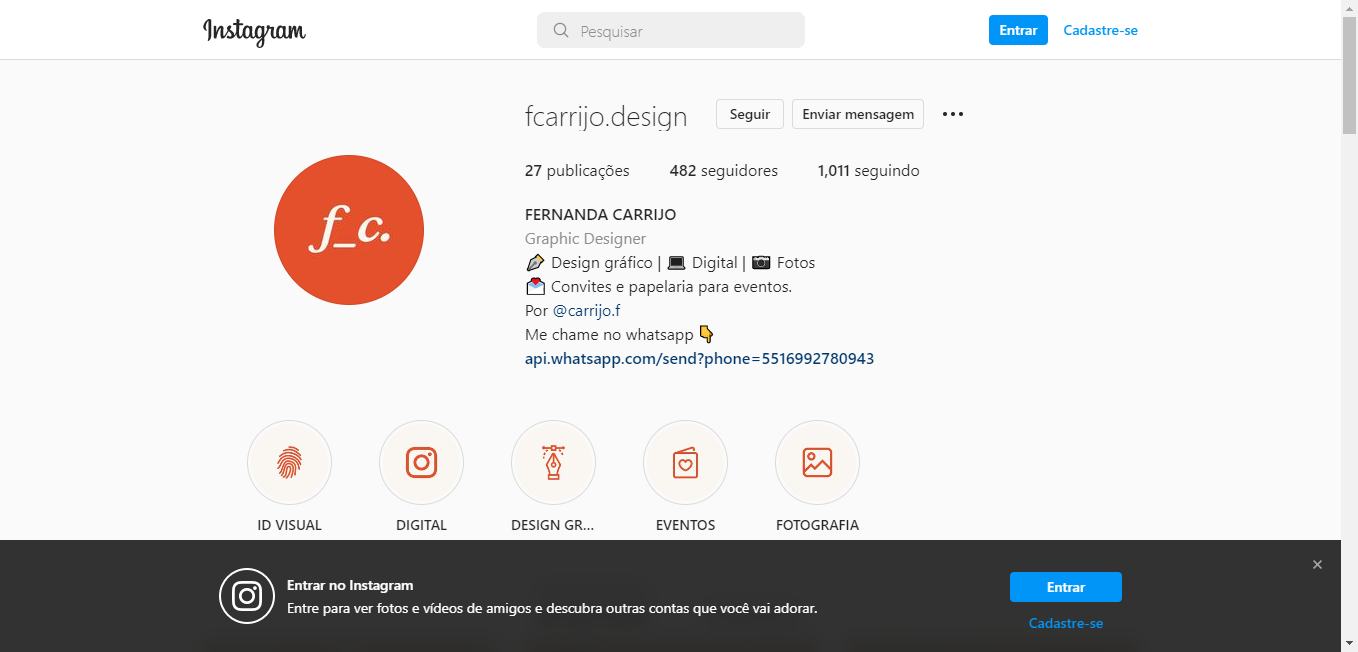 Instagram
Pesquisar
Entrar
Cadastre-se
fcarrijo.design
Seguir
Enviar mensagem
27 publicações
482 seguidores
1,011 seguindo
f_c.
FERNANDA CARRIJO
Graphic Designer
Design gráfico | 💻 Digital | 📷 Fotos
Convites e papelaria para eventos.
Por @carrijo.f
Me chame no whatsapp 👇
api.whatsapp.com/send?phone=5516992780943
ID VISUAL
DIGITAL
DESIGN GR...
EVENTOS
FOTOGRAFIA
Entrar no Instagram
Entre para ver fotos e vídeos de amigos e descubra outras contas que você vai adorar.
Entrar
Cadastre-se